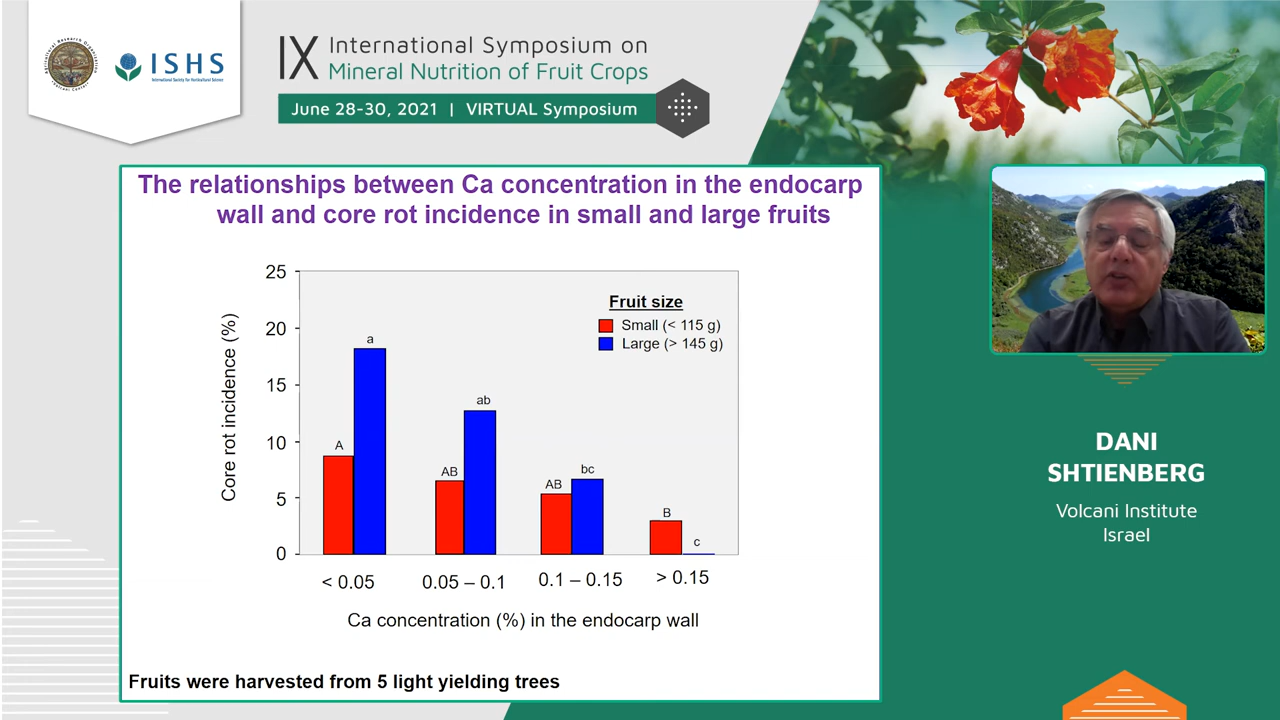 ISHS
International Society for Horticultural Science
IX International Symposium on
Mineral Nutrition of Fruit Crops
June 28-30, 2021 | VIRTUAL Symposium
The relationships between Ca concentration in the endocarp
wall and core rot incidence in small and large fruits
Core rot incidence (%)
25
20
15
10
5
0
Fruit size
Small (< 115 g)
Large (> 145 g)
A
a
AB
ab
AB
bc
B
c
< 0.05
0.05 – 0.1
0.1 – 0.15
> 0.15
Ca concentration (%) in the endocarp wall
Fruits were harvested from 5 light yielding trees
DANI
SHTIENBERG
Volcani Institute
Israel